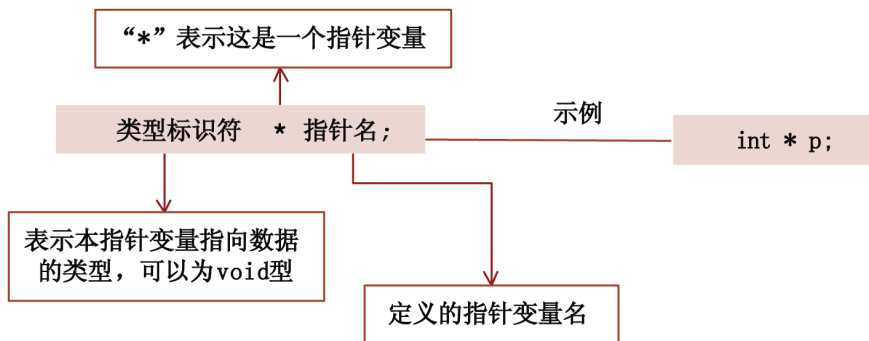 “*”表示这是一个指针变量
类型标识符 * 指针名;
示例
int * p;
表示本指针变量指向数据
的类型，可以为void型
定义的指针变量名